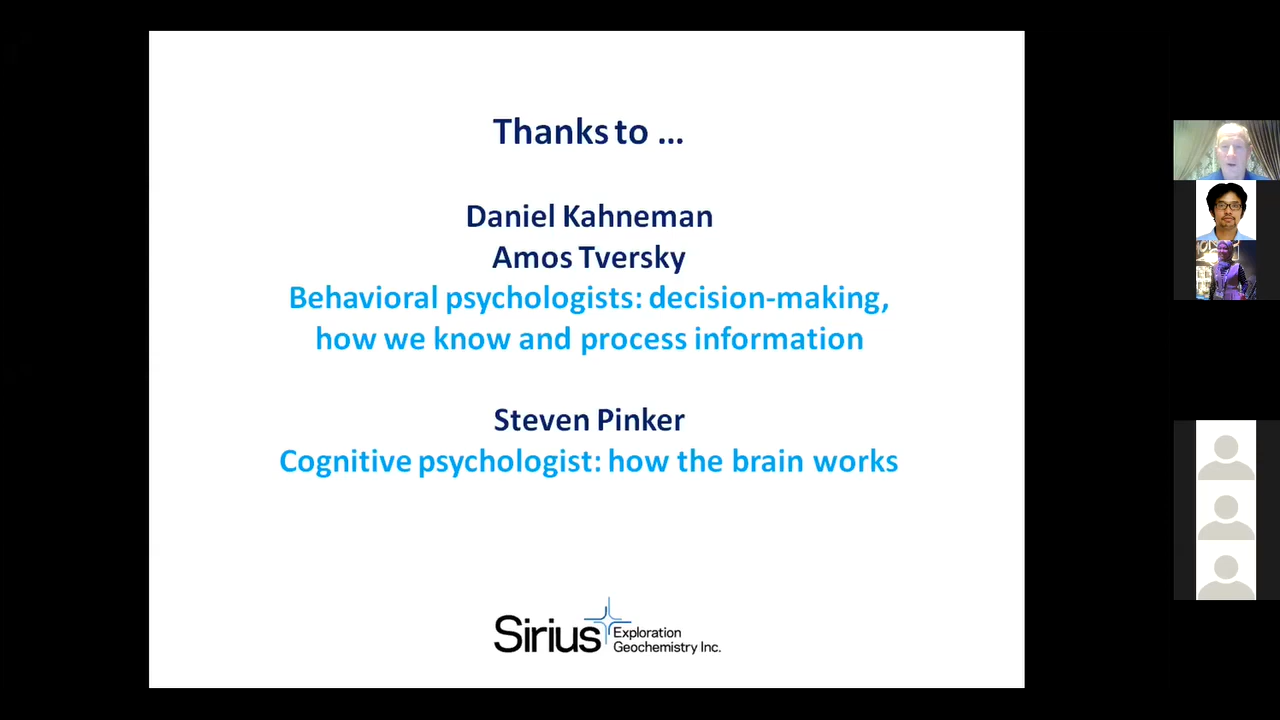 Thanks to ...
Daniel Kahneman
Amos Tversky
Behavioral psychologists: decision-making,
how we know and process information
Steven Pinker
Cognitive psychologist: how the brain works
Sirius
Exploration
Geochemistry Inc.